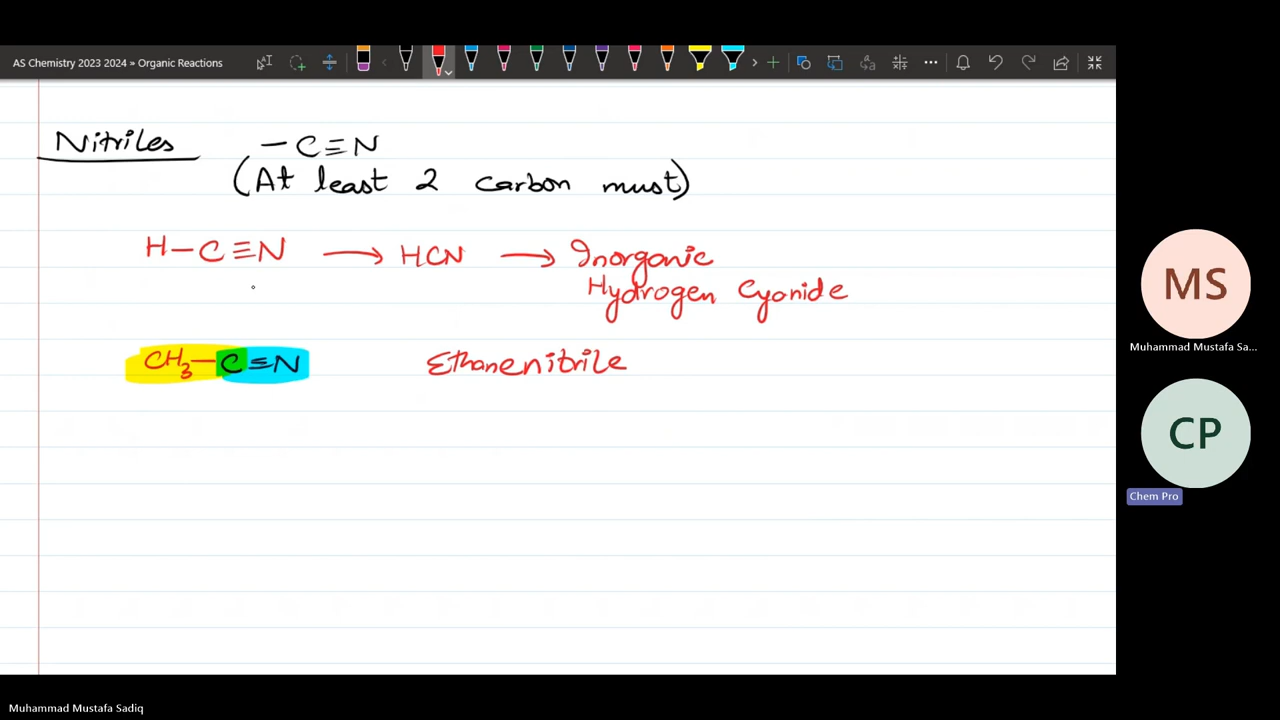 AS Chemistry 2023 2024 » Organic Reactions
Nitriles -C≡N
(At least 2 carbon must)
H-C≡N → HCN → Inorganic
Hydrogen Cyonide
CH3-C≡N Ethanenitrile
MS
Muhammad Mustafa Sa...
CP
Chem Pro
Muhammad Mustafa Sadiq